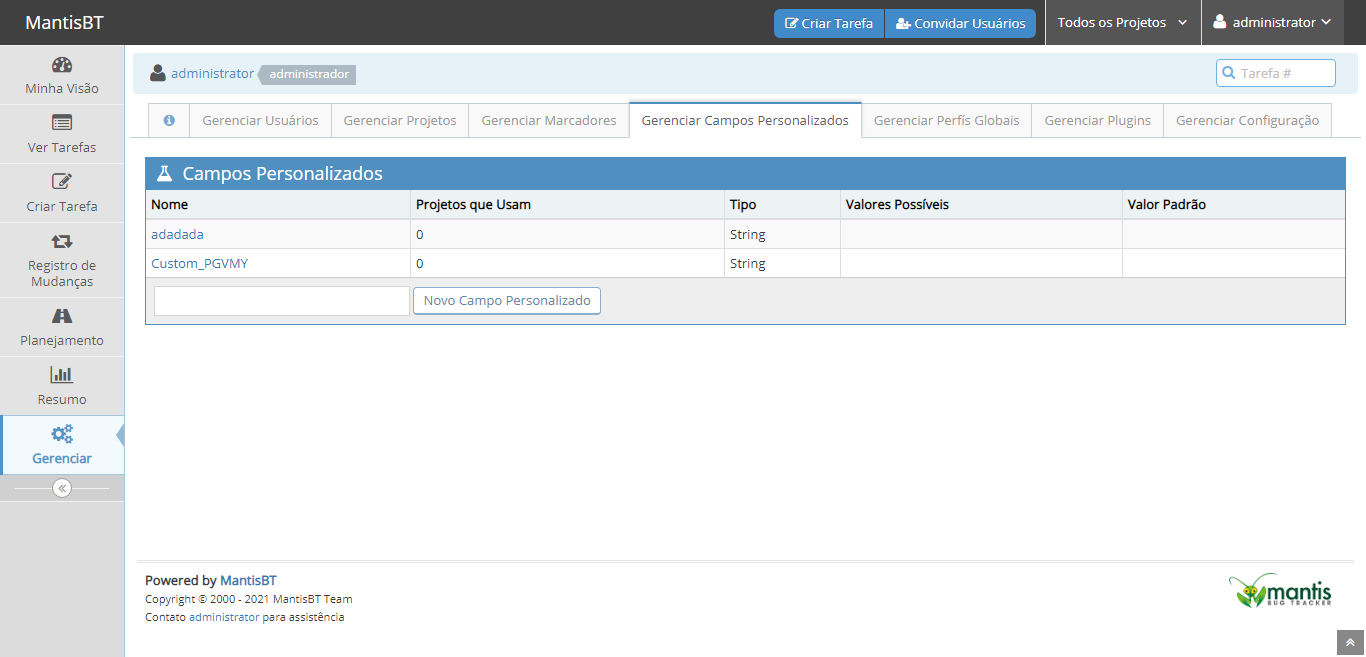 MantisBT
Criar Tarefa
Convidar Usuários
Todos os Projetos
administrator
Minha Visão
Ver Tarefas
Criar Tarefa
Registro de
Mudanças
Planejamento
Resumo
Gerenciar
administrator administrador
Tarefa #
Gerenciar Usuários
Gerenciar Projetos
Gerenciar Marcadores
Gerenciar Campos Personalizados
Gerenciar Perfís Globais
Gerenciar Plugins
Gerenciar Configuração
Campos Personalizados
Nome Projetos que Usam Tipo Valores Possíveis Valor Padrão
adadada 0 String
Custom_PGVMY 0 String
Novo Campo Personalizado
Powered by MantisBT
Copyright © 2000 - 2021 MantisBT Team
Contato administrator para assistência
mantis
BUG TRACKER